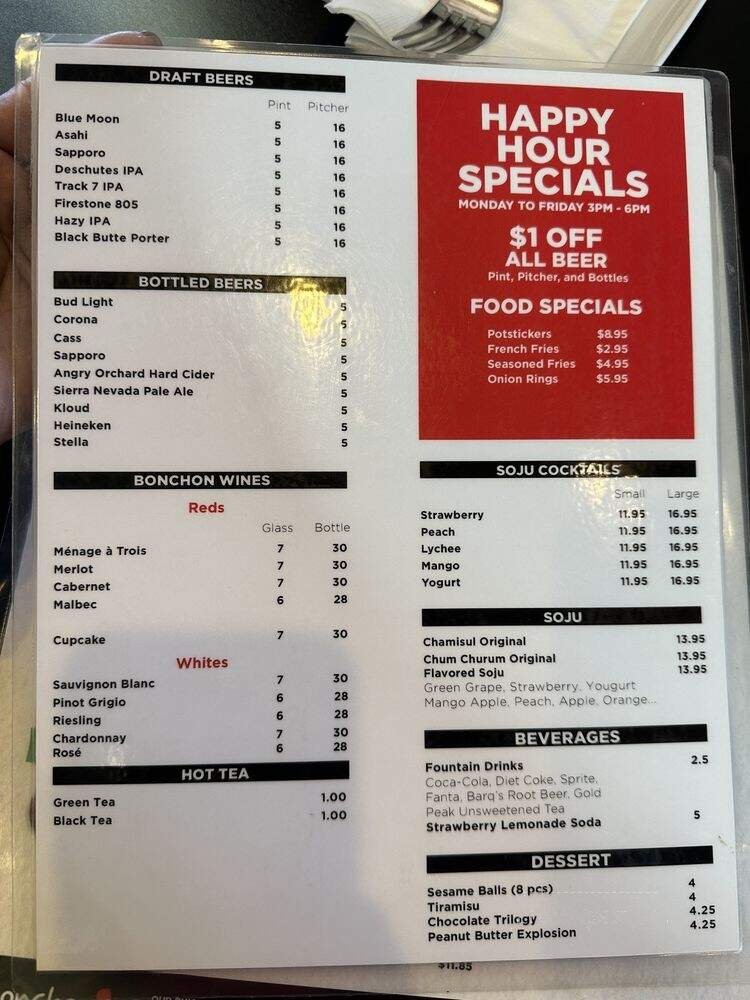 DRAFT BEERS
Pint Pitcher
Blue Moon 5 16
Asahi 5 16
Sapporo 5 16
Deschutes IPA 5 16
Track 7 IPA 5 16
Firestone 805 5 16
Hazy IPA 5 16
Black Butte Porter 5 16
BOTTLED BEERS
Bud Light 5
Corona 5
Cass 5
Sapporo 5
Angry Orchard Hard Cider 5
Sierra Nevada Pale Ale 5
Kloud 5
Heineken 5
Stella 5
BONCHON WINES
Reds
Glass Bottle
Ménage à Trois 7 30
Merlot 7 30
Cabernet 7 30
Malbec 6 28
Cupcake 7 30
Whites
Sauvignon Blanc 7 30
Pinot Grigio 6 28
Riesling 6 28
Chardonnay 7 30
Rosé 6 28
HOT TEA
Green Tea 1.00
Black Tea 1.00
HAPPY
HOUR
SPECIALS
MONDAY TO FRIDAY 3PM - 6PM
$1 OFF
ALL BEER
Pint, Pitcher, and Bottles
FOOD SPECIALS
Potstickers $8.95
French Fries $2.95
Seasoned Fries $4.95
Onion Rings $5.95
SOJU COCKTAILS
Small Large
Strawberry 11.95 16.95
Peach 11.95 16.95
Lychee 11.95 16.95
Mango 11.95 16.95
Yogurt 11.95 16.95
SOJU
Chamisul Original 13.95
Chum Churum Original 13.95
Flavored Soju 13.95
Green Grape, Strawberry, Yougurt
Mango Apple, Peach, Apple, Orange...
BEVERAGES
Fountain Drinks 2.5
Coca-Cola, Diet Coke, Sprite,
Fanta, Barq's Root Beer, Gold
Peak Unsweetened Tea
Strawberry Lemonade Soda 5
DESSERT
Sesame Balls (8 pcs) 4
Tiramisu 4
Chocolate Trilogy 4.25
Peanut Butter Explosion 4.25
$11.85